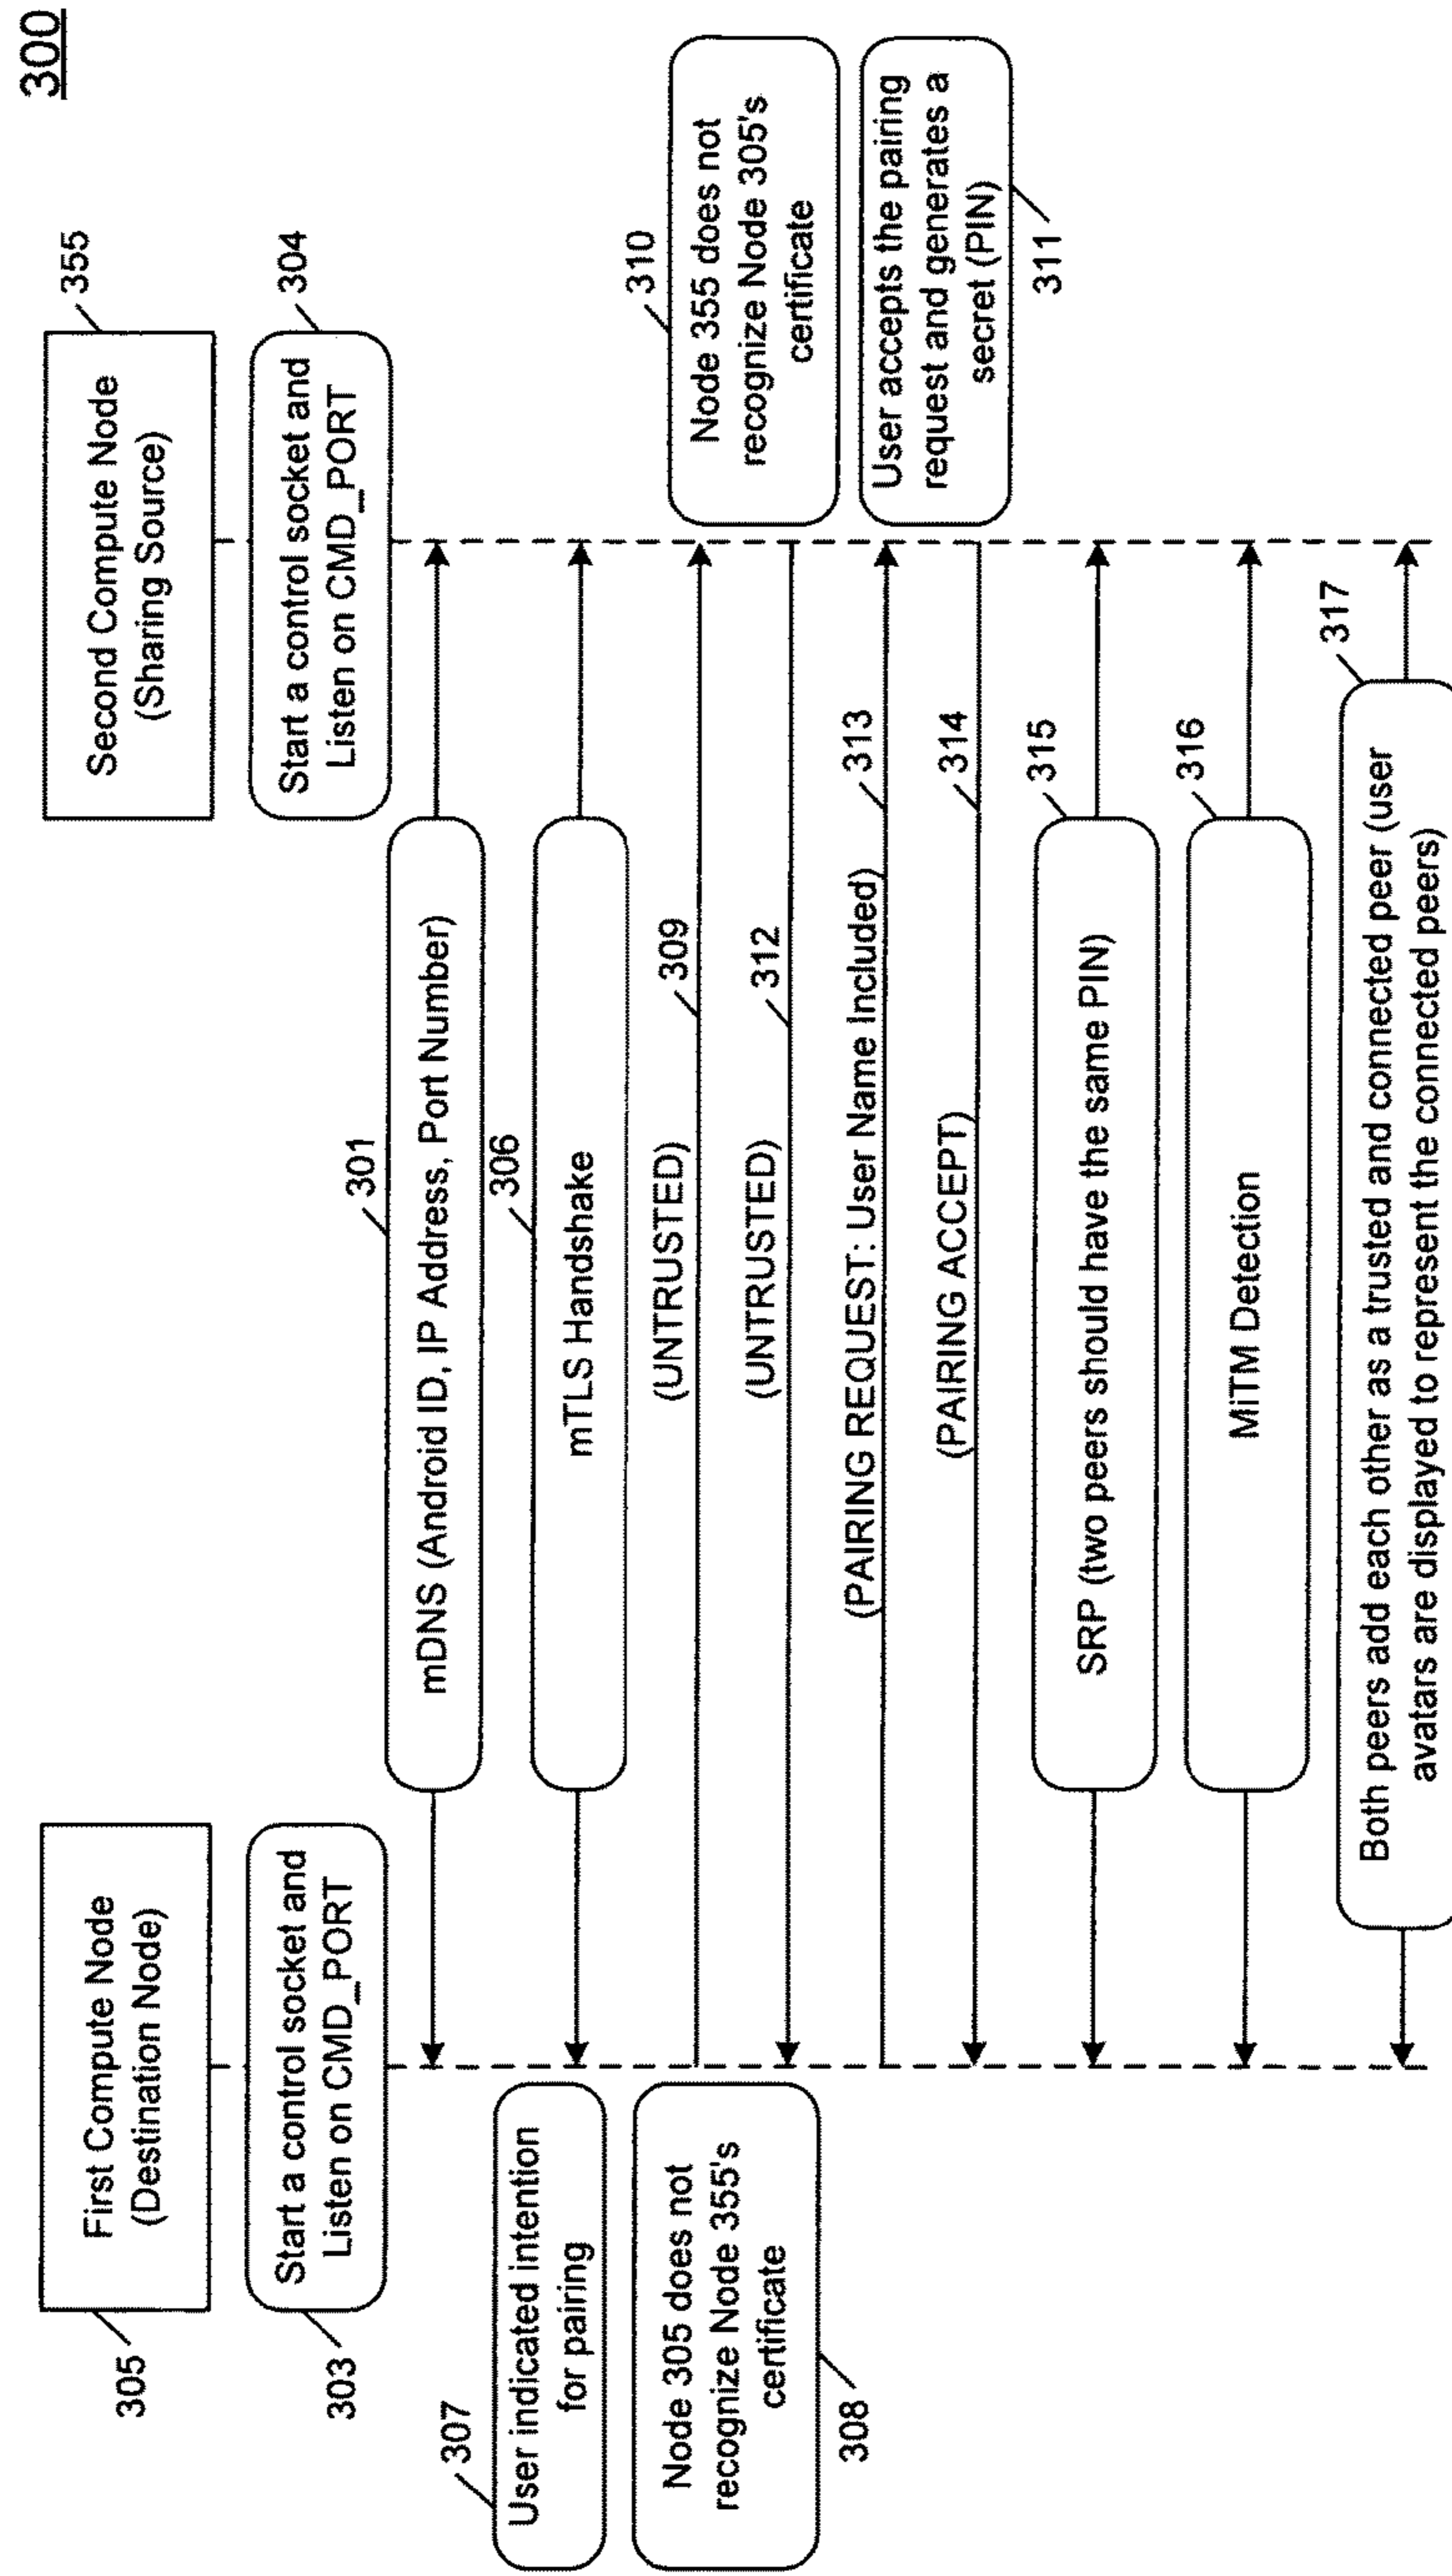 300
First Compute Node
(Destination Node)
305
Second Compute Node
(Sharing Source)
355
Start a control socket and
Listen on CMD_PORT
303
Start a control socket and
Listen on CMD_PORT
304
301
mDNS (Android ID, IP Address, Port Number)
306
mTLS Handshake
307
User indicated intention
for pairing
Node 305 does not
recognize Node 355's
certificate
308
(UNTRUSTED)
309
310
Node 355 does not
recognize Node 305's
certificate
(UNTRUSTED)
312
(PAIRING REQUEST: User Name Included)
313
User accepts the pairing
request and generates a
secret (PIN)
311
(PAIRING ACCEPT)
314
315
SRP (two peers should have the same PIN)
316
MiTM Detection
317
Both peers add each other as a trusted and connected peer (user
avatars are displayed to represent the connected peers)